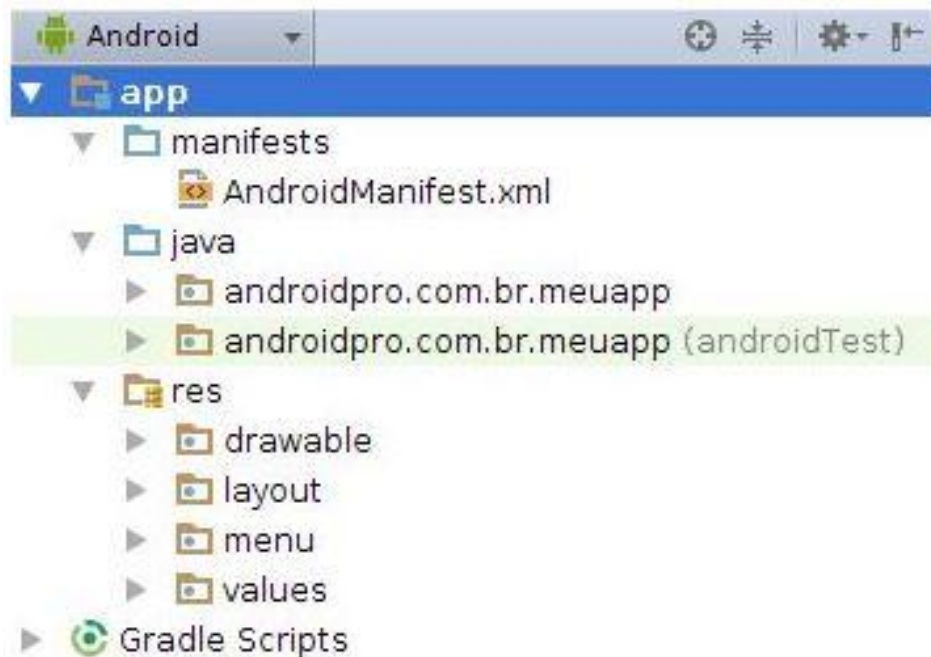 Android
app
manifests
AndroidManifest.xml
java
androidpro.com.br.meuapp
androidpro.com.br.meuapp (androidTest)
res
drawable
layout
menu
values
Gradle Scripts